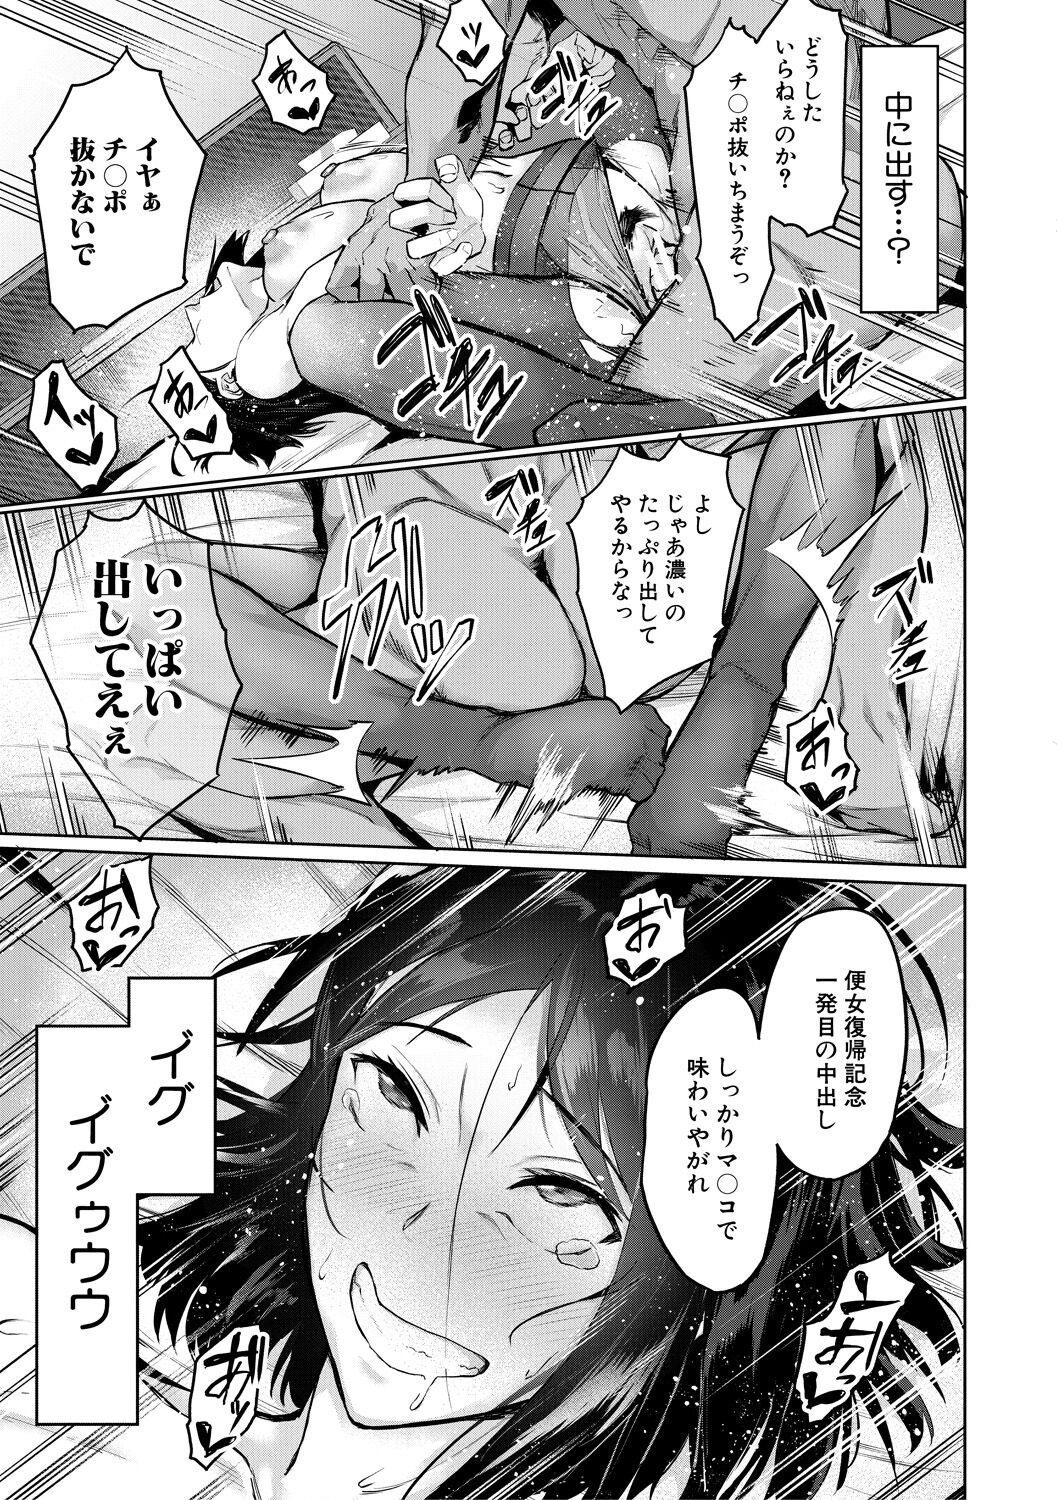 中に出す…?
どうした
いらねぇのか?
チ○ポ抜いちまうぞっ
あっ♥
イヤぁ
チ○ポ
抜かないで
あっ♥
イッ♥
よし
じゃあ濃いの
たっぷり出して
やるからなっ
いっぱい
出してえぇ
おっ♥
便女復帰記念
一発目の中出し
しっかりマ○コで
味わいやがれ
おっ♥
おっ♥
イグ
イグゥウウ
おっ♥